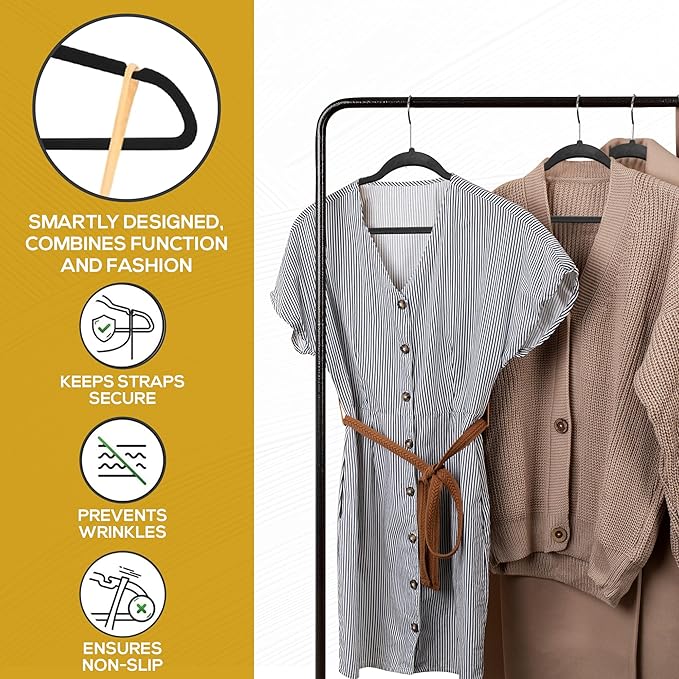 SMARTLY DESIGNED,
COMBINES FUNCTION
AND FASHION
KEEPS STRAPS
SECURE
PREVENTS
WRINKLES
ENSURES
NON-SLIP